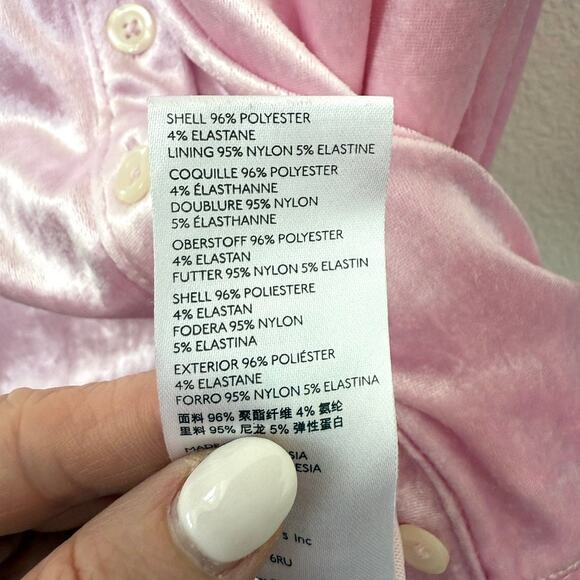 SHELL 96% POLYESTER
4% ELASTANE
LINING 95% NYLON 5% ELASTINE
COQUILLE 96% POLYESTER
4% ÉLASTHANNE
DOUBLURE 95% NYLON
5% ÉLASTHANNE
OBERSTOFF 96% POLYESTER
4% ELASTAN
FUTTER 95% NYLON 5% ELASTIN
SHELL 96% POLIESTERE
4% ELASTAN
FODERA 95% NYLON
5% ELASTINA
EXTERIOR 96% POLIÉSTER
4% ELASTANE
FORRO 95% NYLON 5% ELASTINA
面料 96% 聚酯纤维 4% 氨纶
里料 95% 尼龙 5% 弹性蛋白
MADE
Inc
6RU